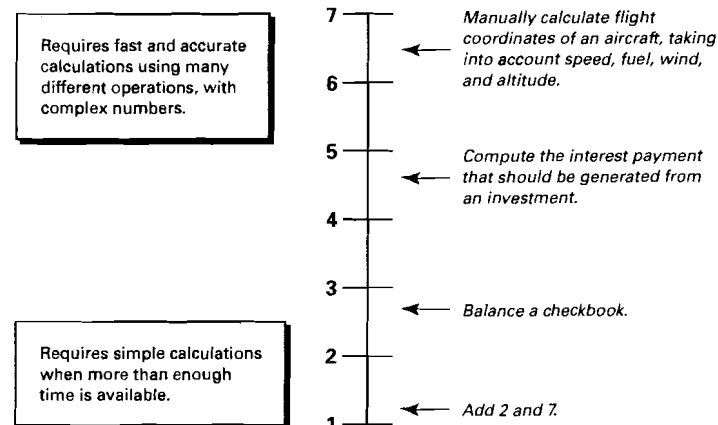 7
Manually calculate flight
coordinates of an aircraft, taking
into account speed, fuel, wind,
and altitude.
Requires fast and accurate
calculations using many
different operations, with
complex numbers.
6
5
Compute the interest payment
that should be generated from
an investment.
4
3
Balance a checkbook.
Requires simple calculations
when more than enough
time is available.
2
Add 2 and 7.
1